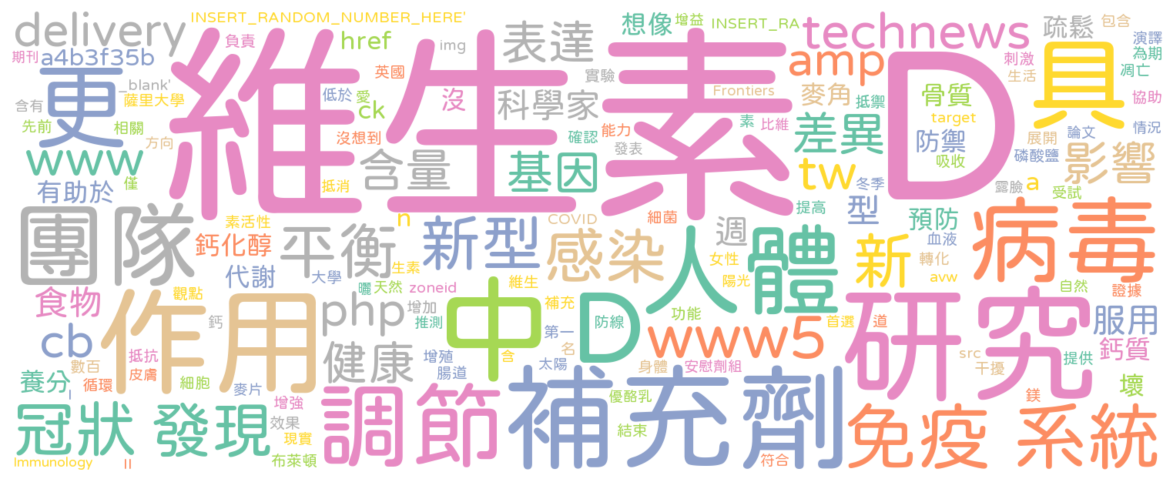 INSERT_RANDOM_NUMBER_HERE'
想像
增益
INSERT_RA
delivery
technews
疏鬆
包含
期刊
a4b3f35b
負責
href
img
表達
amp
刺激
演譯
為期
更
維生素D
具
_blank'
英國
實驗
生活
凋亡
含有
薩里大學
低於
愛
ck
沒
科學家
Frontiers
麥角
抵禦
骨質
協助
先前
相關
沒想到
確認
能力
素
比維
差異
target
展開
論文
情況
www
方向
發表
防禦
吸收
磷酸鹽
影響
僅
有助於
抵消
含量
基因
tw
冬季
露臉
a
受試
團隊
素活性
n
COVID
細菌
提高
型
預防
病毒
鈣化醇
平衡
新型
感染
人體
週
女性
新
血液
轉化
代謝
大學
生素
維生
陽光
avw
證據
食物
觀點
曬
天然
zoneid
補充
自然
作用
鈣
php
增加
推測
中
第一
D
防線
功能
www5
首選
道
研究
服用
cb
數百
名
抵抗
健康
增殖
含
太陽
身體
安慰劑組
src
干擾
提供
鈣質
養分
循環
皮膚
細胞
麥片
腸道
優酪乳
鎂
壞
l
冠狀
發現
增強
效果
現實
調節
補充劑
結束
免疫
系統
Immunology
II
布萊頓
符合